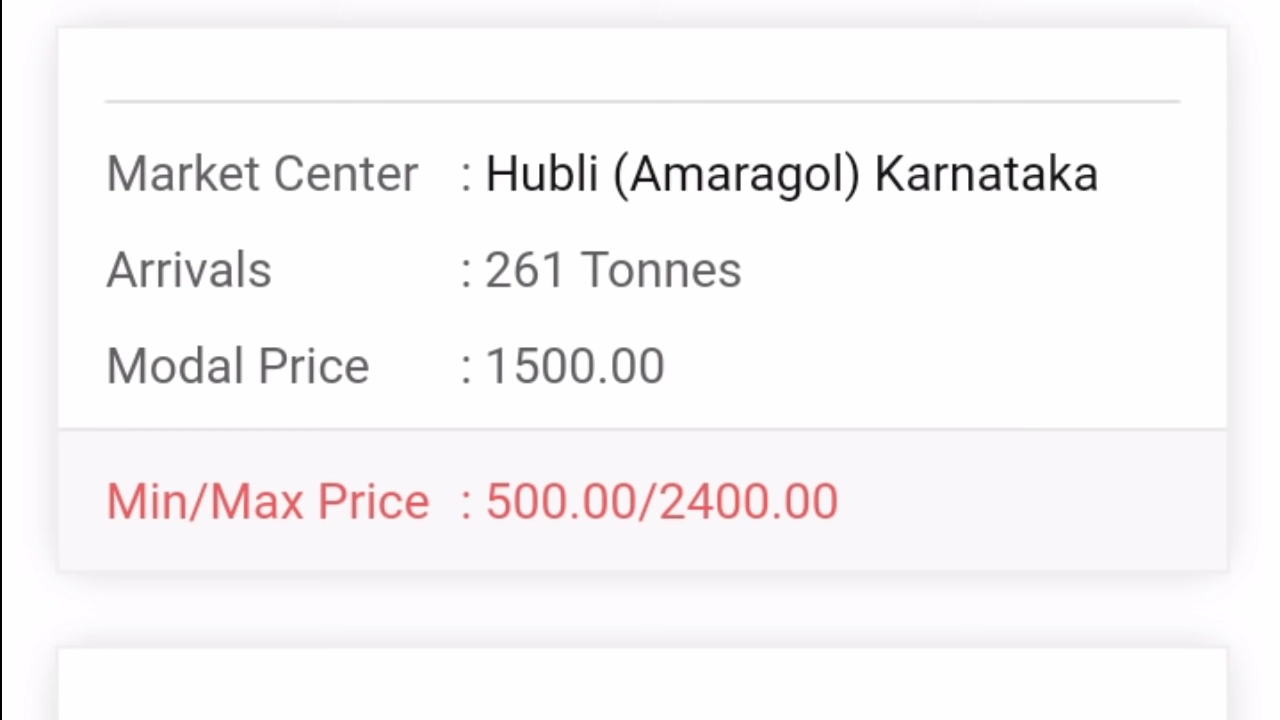 Market Center : Hubli (Amaragol) Karnataka
Arrivals : 261 Tonnes
Modal Price : 1500.00
Min/Max Price : 500.00/2400.00